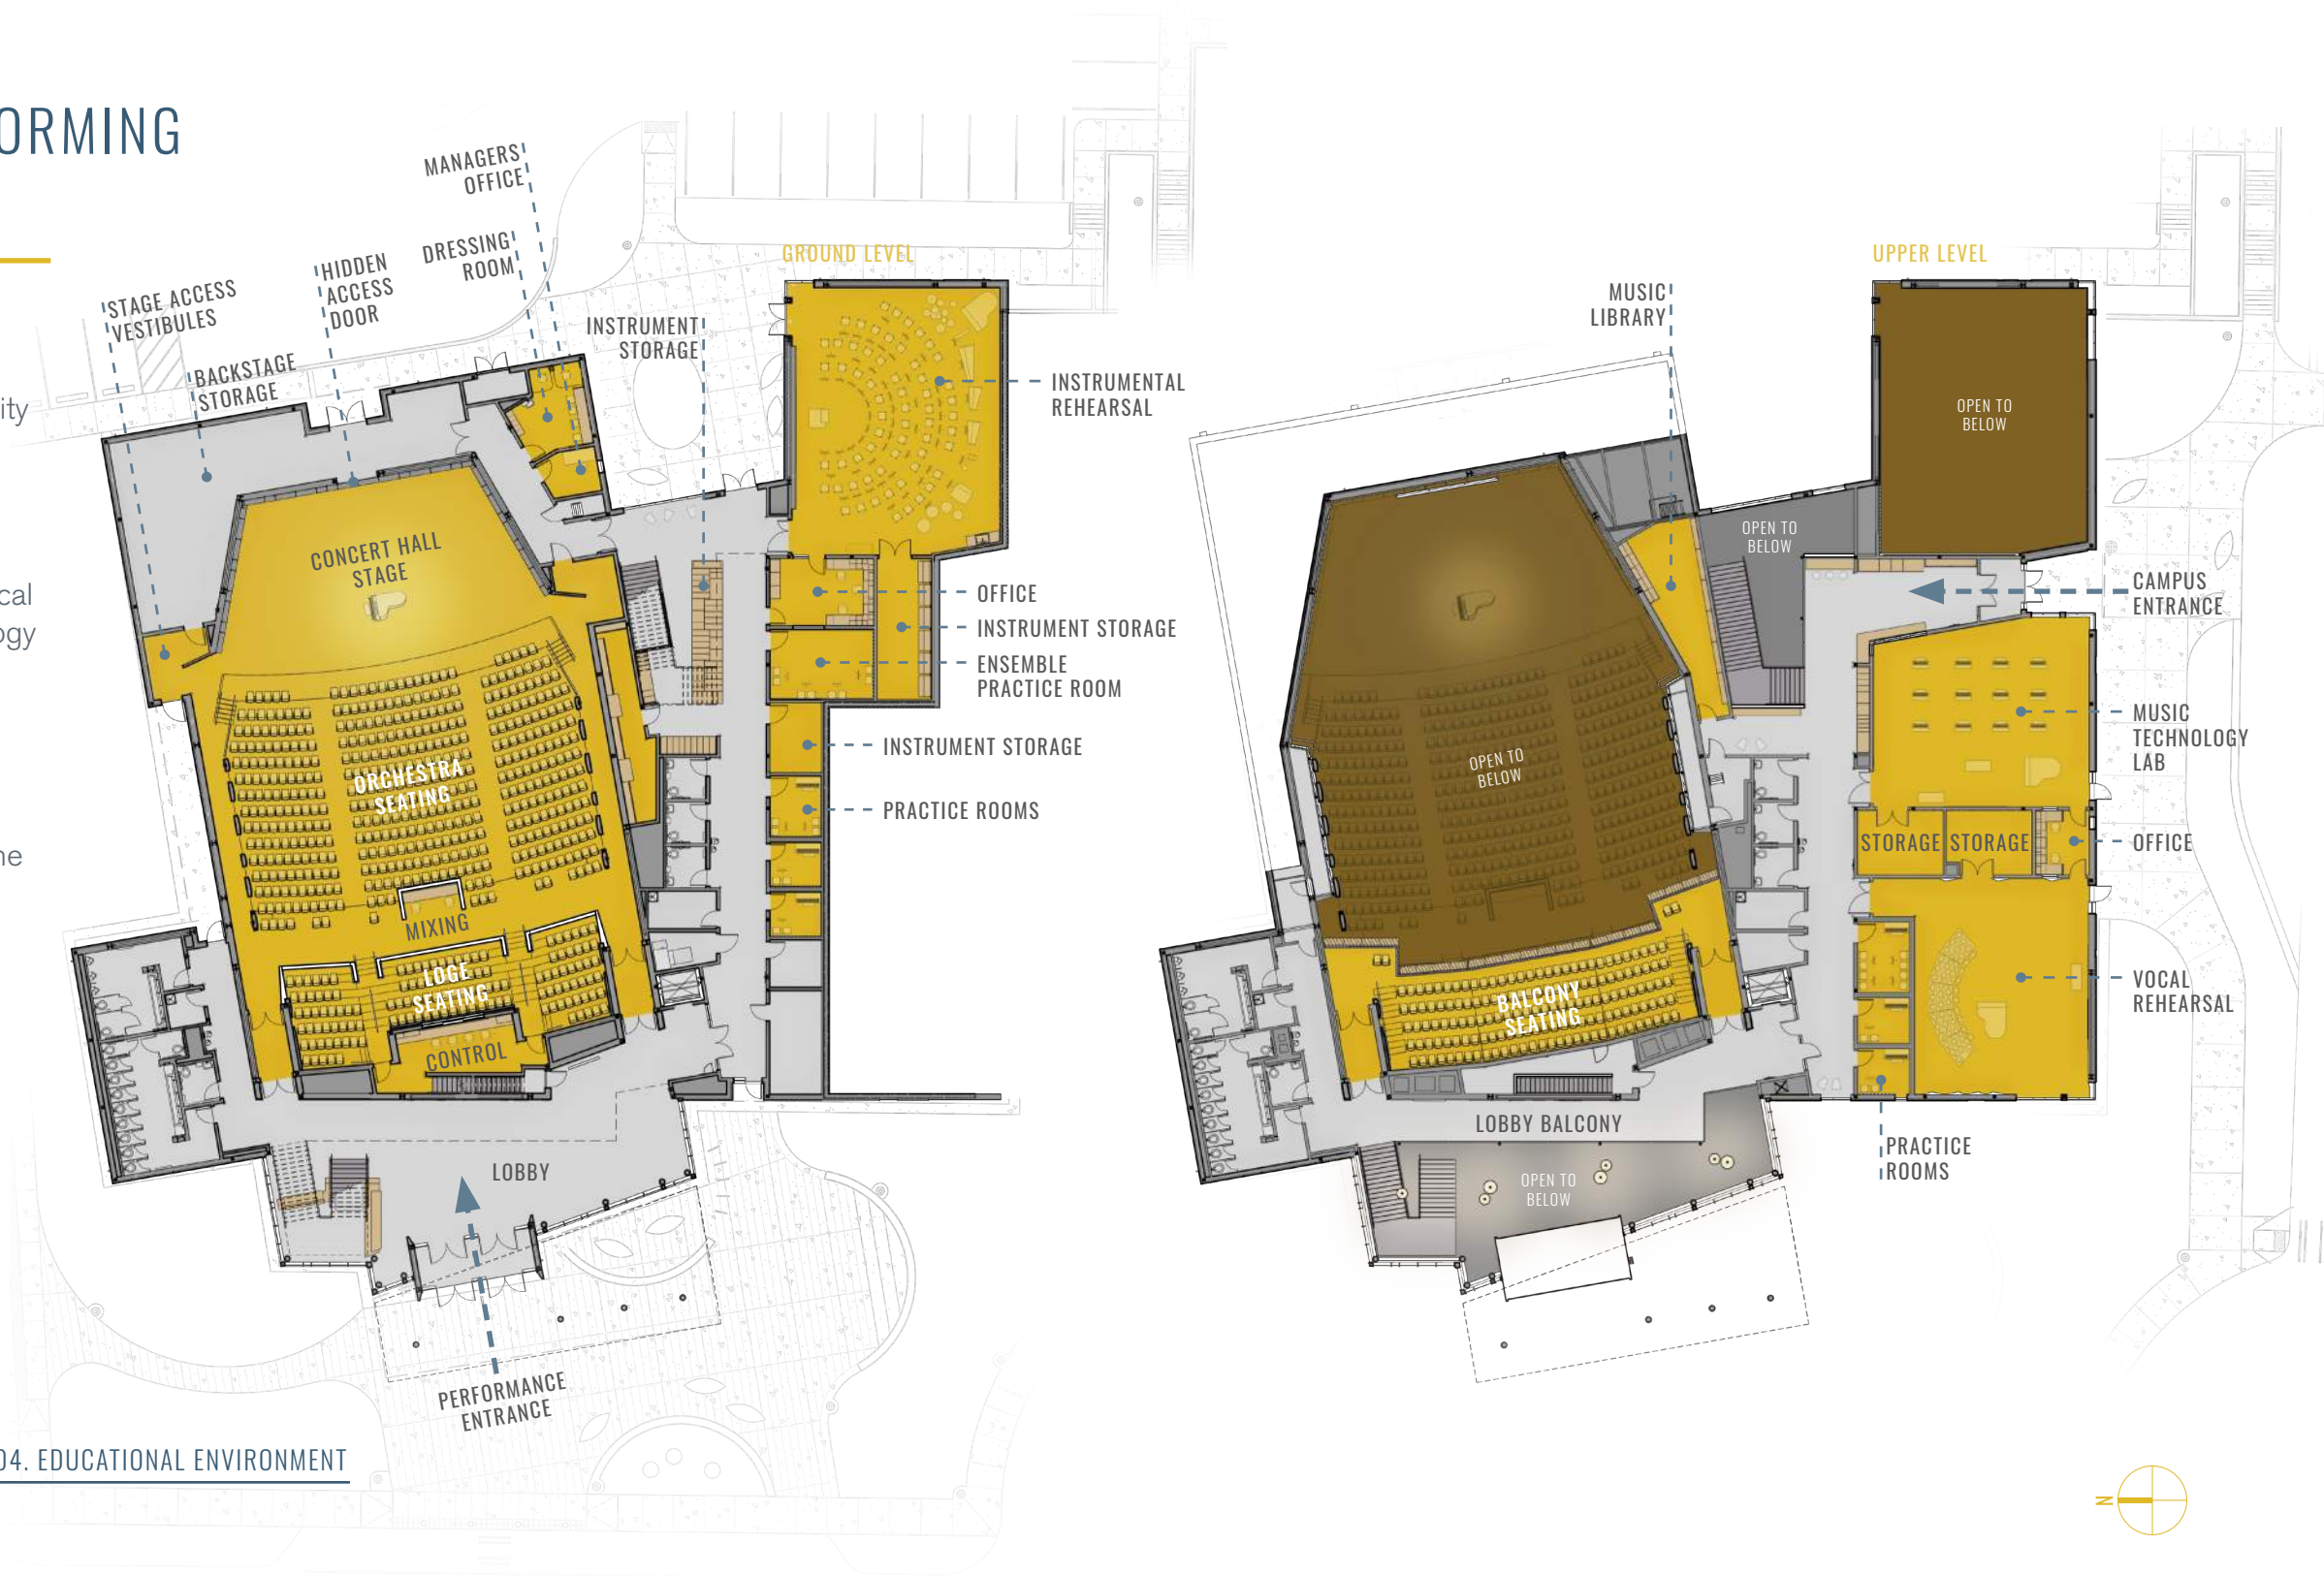 ORMING
ity
cal
ogy
ne
MANAGERS
OFFICE
DRESSING
ROOM
HIDDEN
ACCESS
DOOR
STAGE ACCESS
VESTIBULES
BACKSTAGE
STORAGE
INSTRUMENT
STORAGE
GROUND LEVEL
INSTRUMENTAL
REHEARSAL
CONCERT HALL
STAGE
OFFICE
INSTRUMENT STORAGE
ENSEMBLE
PRACTICE ROOM
INSTRUMENT STORAGE
PRACTICE ROOMS
ORCHESTRA
SEATING
MIXING
LOGE
SEATING
CONTROL
LOBBY
PERFORMANCE
ENTRANCE
04. EDUCATIONAL ENVIRONMENT
UPPER LEVEL
MUSIC
LIBRARY
OPEN TO
BELOW
OPEN TO
BELOW
CAMPUS
ENTRANCE
MUSIC
TECHNOLOGY
LAB
OPEN TO
BELOW
STORAGE
STORAGE
OFFICE
BALCONY
SEATING
VOCAL
REHEARSAL
LOBBY BALCONY
PRACTICE
ROOMS
OPEN TO
BELOW
N